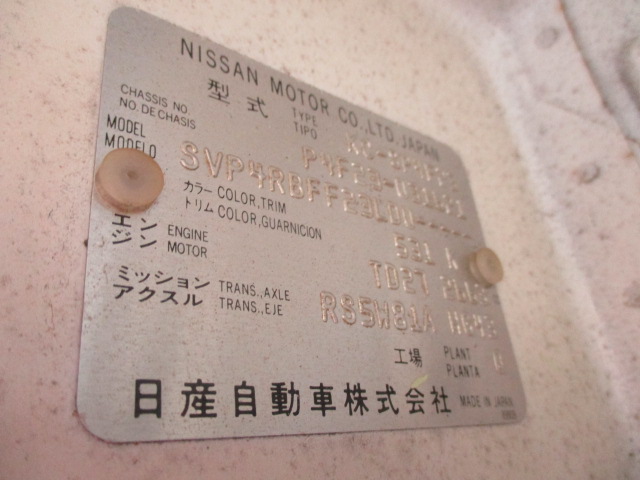 NISSAN MOTOR CO.,LTD. JAPAN
型式 TYPE TIPO
CHASSIS NO. NO. DE CHASIS
MODEL MODELO SVP4RBFF23LDU-----
カラー COLOR, TRIM 531 K
トリム COLOR, GUARNICION
エンジン ENGINE MOTOR TD27
ミッション TRANS., AXLE
アクスル TRANS., EJE RS5W81A
工場 PLANT PLANTA
日産自動車株式会社 MADE IN JAPAN